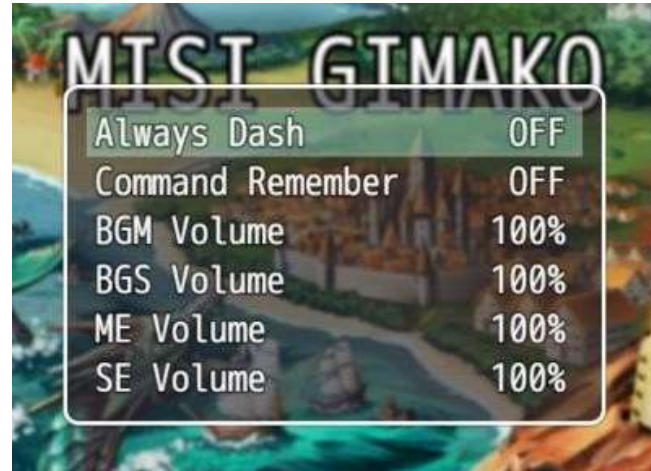 MISI GIMAKO
Always Dash OFF
Command Remember OFF
BGM Volume 100%
BGS Volume 100%
ME Volume 100%
SE Volume 100%